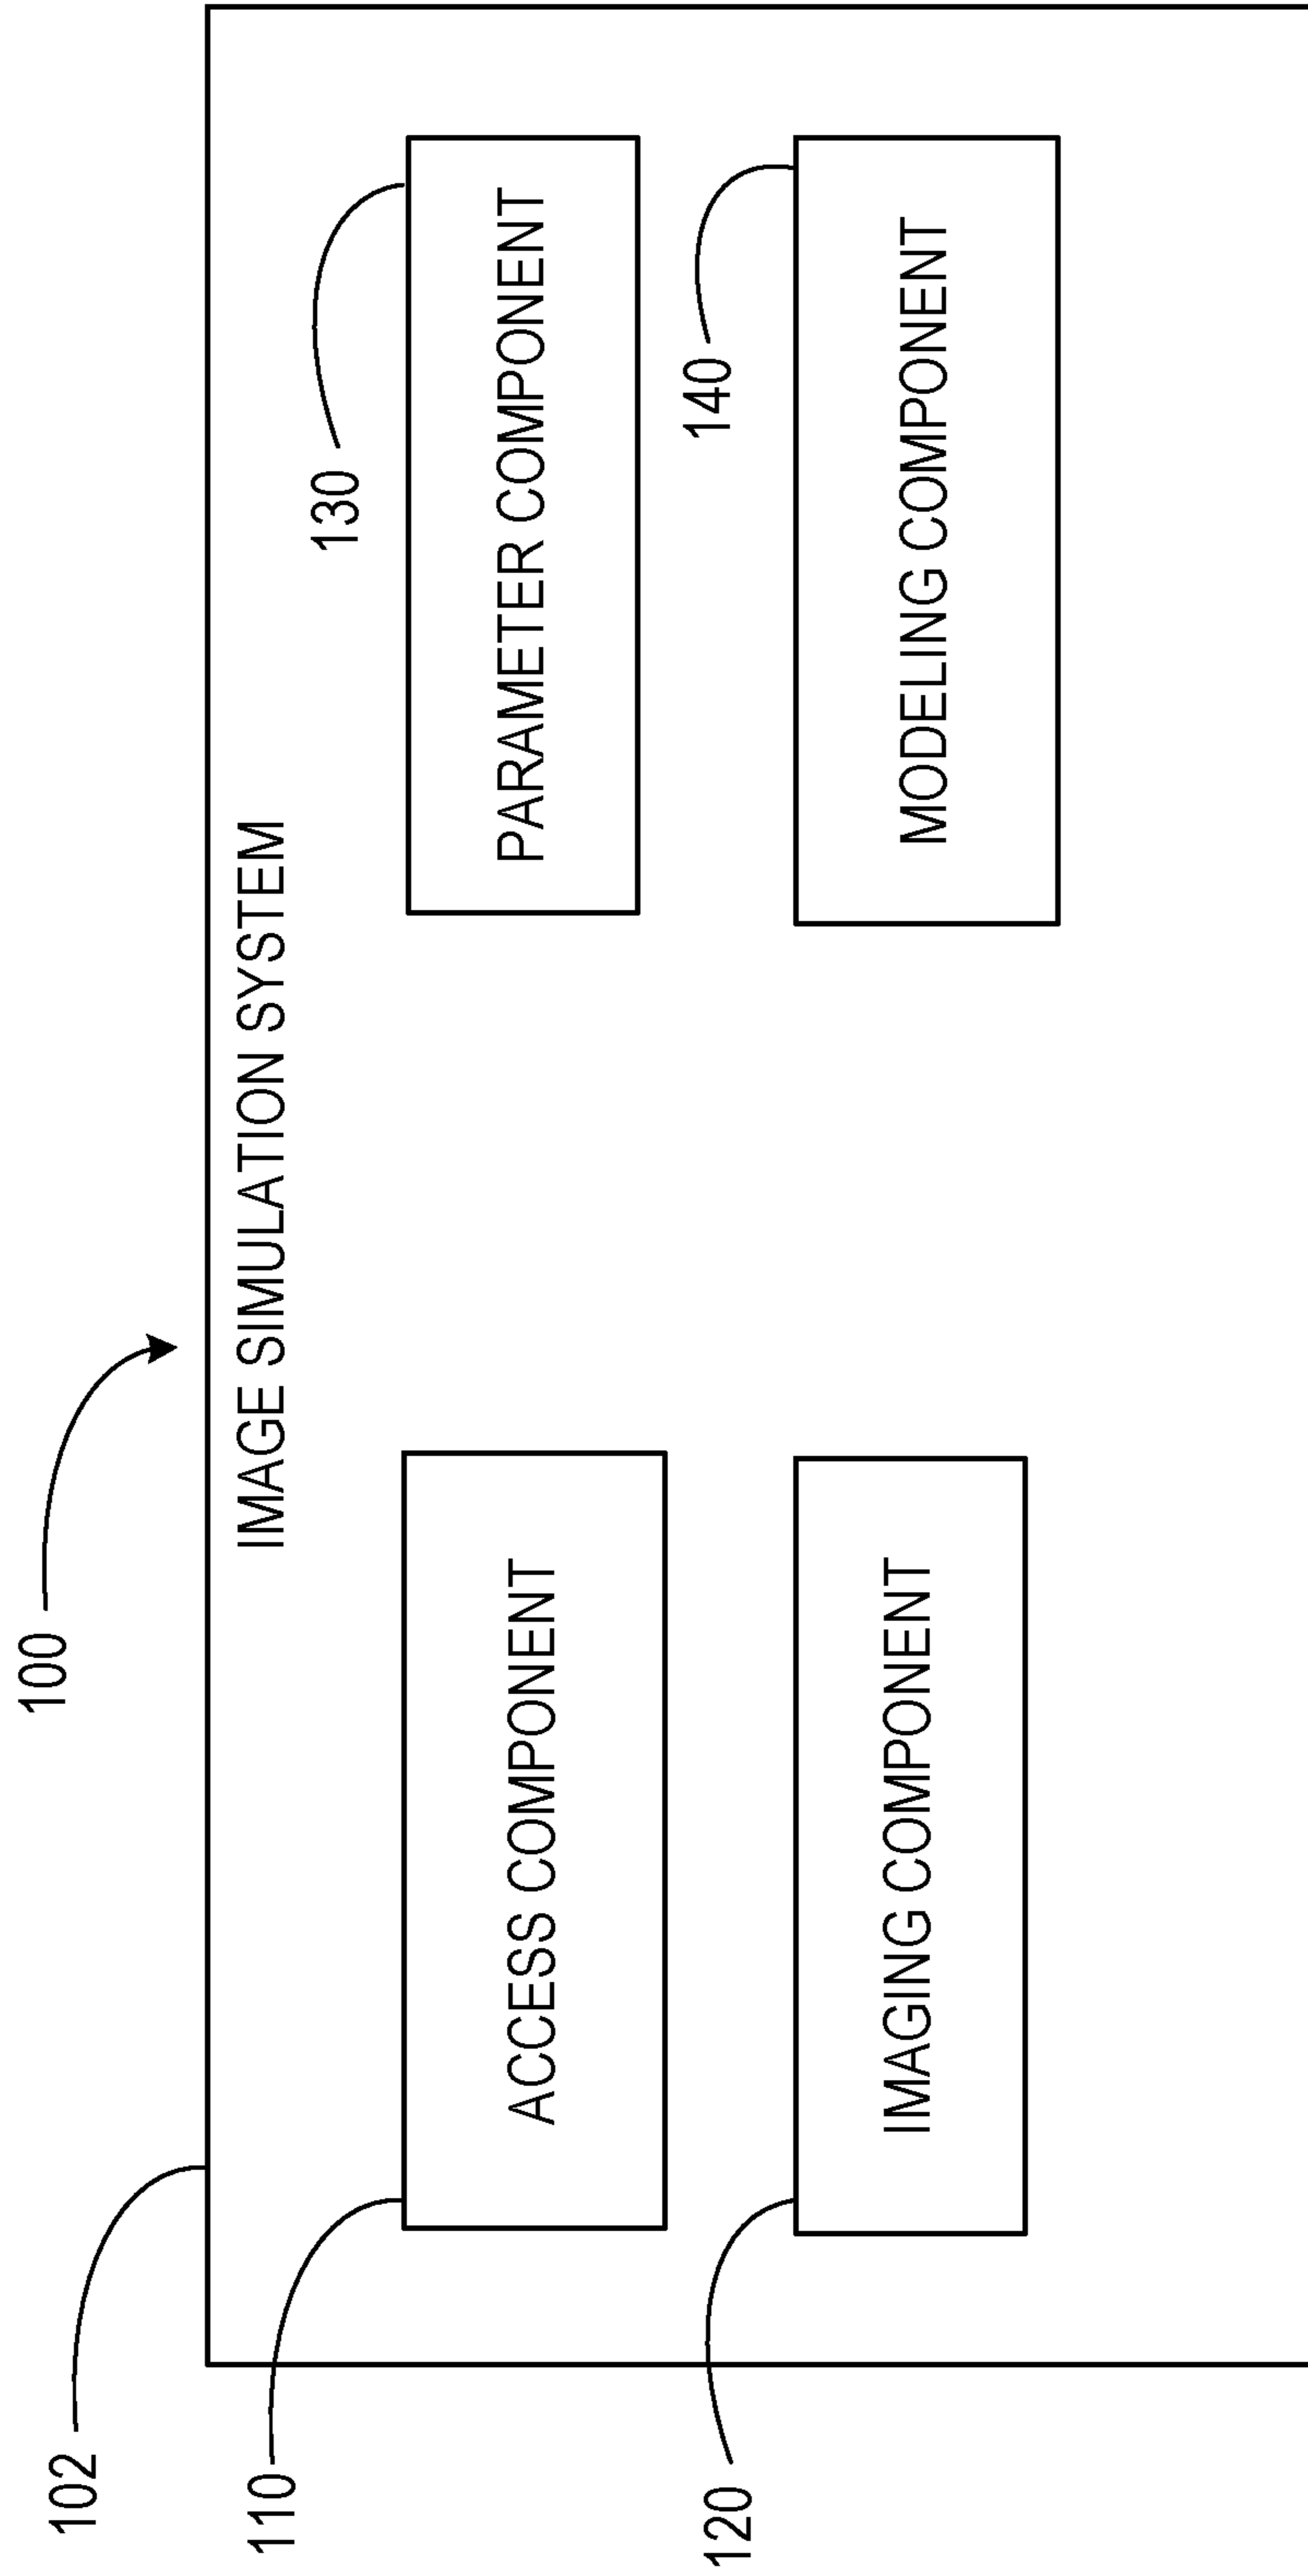 100
102
IMAGE SIMULATION SYSTEM
110
ACCESS COMPONENT
130
PARAMETER COMPONENT
120
IMAGING COMPONENT
140
MODELING COMPONENT